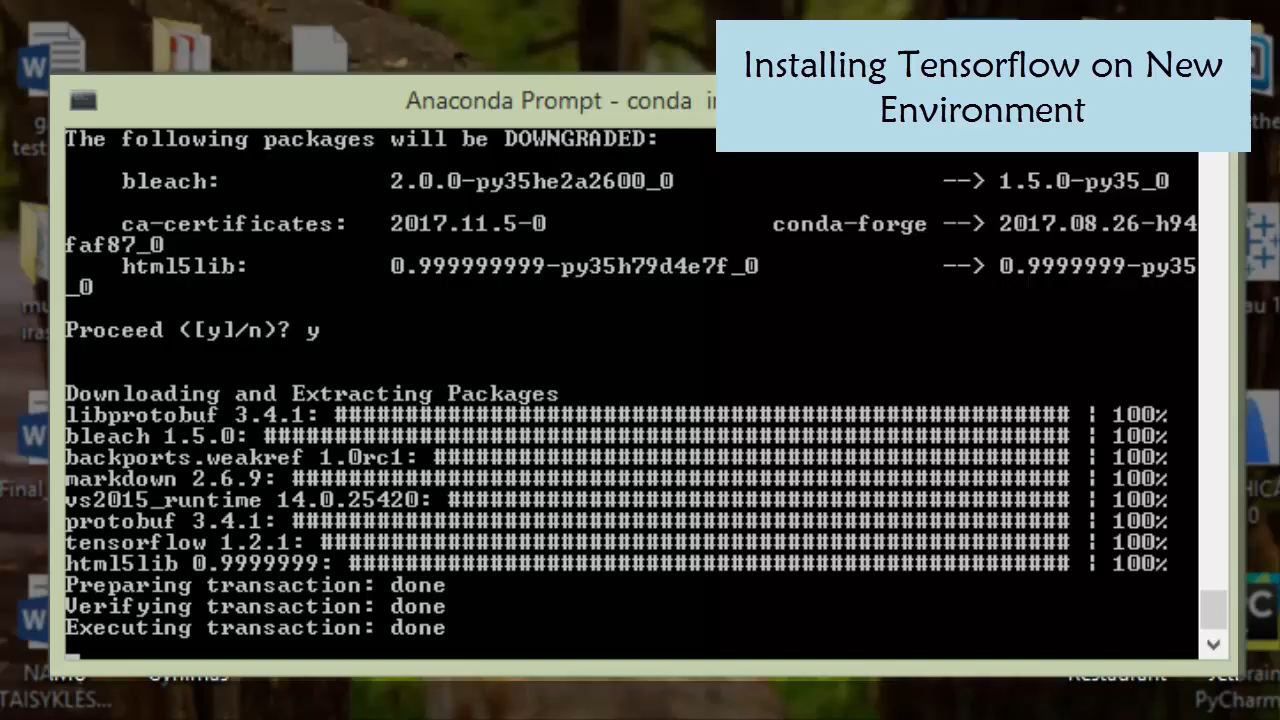 Installing Tensorflow on New
Environment
Anaconda Prompt - conda
The following packages will be DOWNGRADED:
bleach: 2.0.0-py35he2a2600_0 --> 1.5.0-py35_0
ca-certificates: 2017.11.5-0 conda-forge --> 2017.08.26-h94
faf87_0
html5lib: 0.999999999-py35h79d4e7f_0 --> 0.9999999-py35
_0
Proceed ([y]/n)? y
Downloading and Extracting Packages
libprotobuf 3.4.1: #################################################### | 100%
bleach 1.5.0: ######################################################### | 100%
backports.weakref 1.0rc1: ############################################# | 100%
markdown 2.6.9: ####################################################### | 100%
vs2015_runtime 14.0.25420: ############################################ | 100%
protobuf 3.4.1: ####################################################### | 100%
tensorflow 1.2.1: ##################################################### | 100%
html5lib 0.9999999: ################################################### | 100%
Preparing transaction: done
Verifying transaction: done
Executing transaction: done
TAISYKLĖS...
PyCharm